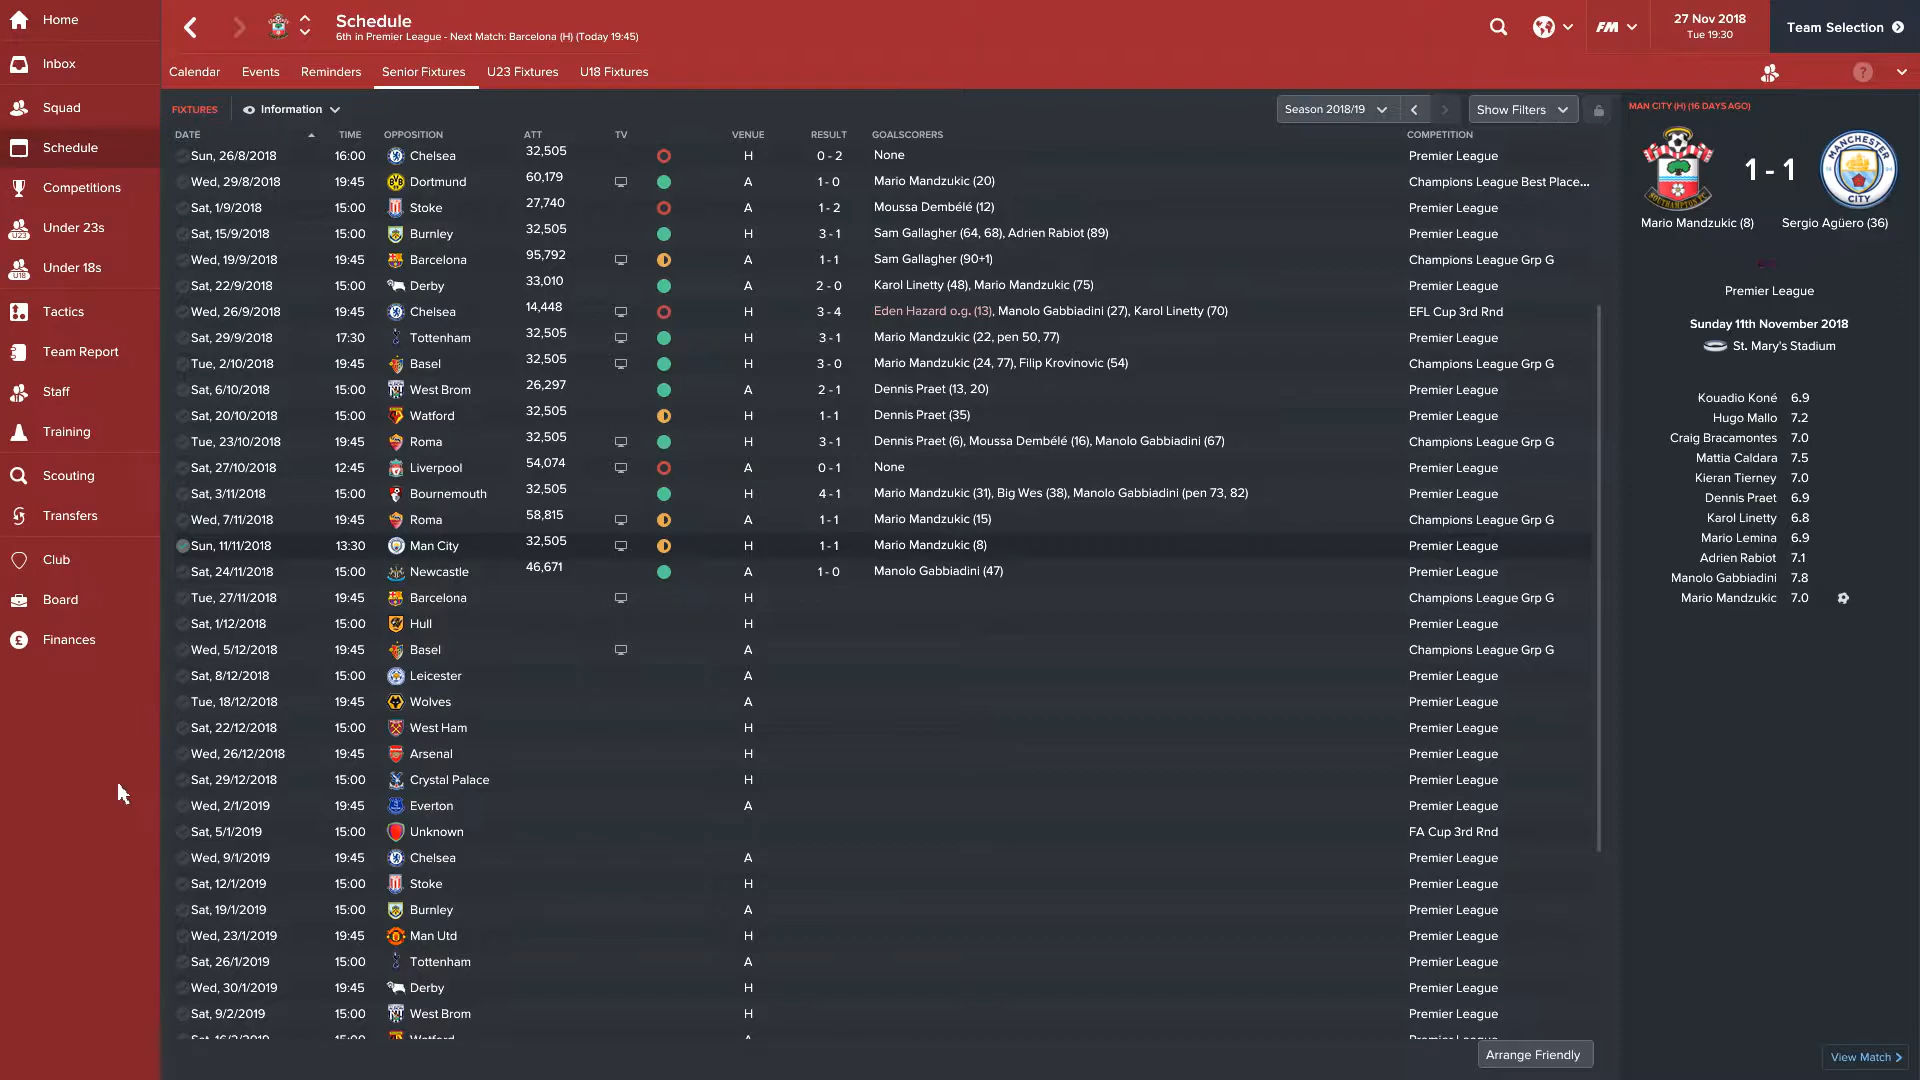 Home
Inbox
Squad
Schedule
Competitions
Under 23s
Under 18s
Tactics
Team Report
Staff
Training
Scouting
Transfers
Club
Board
Finances
Schedule
6th in Premier League - Next Match: Barcelona (H) (Today 19:45)
FM
27 Nov 2018
Tue 19:30
Team Selection
Calendar Events Reminders Senior Fixtures U23 Fixtures U18 Fixtures
FIXTURES Information Season 2018/19 Show Filters
DATE TIME OPPOSITION ATT TV VENUE RESULT GOALSCORERS COMPETITION
Sun, 26/8/2018 16:00 Chelsea 32,505 H 0 - 2 None Premier League
Wed, 29/8/2018 19:45 Dortmund 60,179 A 1 - 0 Mario Mandzukic (20) Champions League Best Place...
Sat, 1/9/2018 15:00 Stoke 27,740 A 1 - 2 Moussa Dembélé (12) Premier League
Sat, 15/9/2018 15:00 Burnley 32,505 H 3 - 1 Sam Gallagher (64, 68), Adrien Rabiot (89) Premier League
Wed, 19/9/2018 19:45 Barcelona 95,792 A 1 - 1 Sam Gallagher (90+1) Champions League Grp G
Sat, 22/9/2018 15:00 Derby 33,010 A 2 - 0 Karol Linetty (48), Mario Mandzukic (75) Premier League
Wed, 26/9/2018 19:45 Chelsea 14,448 H 3 - 4 Eden Hazard o.g. (13), Manolo Gabbiadini (27), Karol Linetty (70) EFL Cup 3rd Rnd
Sat, 29/9/2018 17:30 Tottenham 32,505 H 3 - 1 Mario Mandzukic (22, pen 50, 77) Premier League
Tue, 2/10/2018 19:45 Basel 32,505 H 3 - 0 Mario Mandzukic (24, 77), Filip Krovinovic (54) Champions League Grp G
Sat, 6/10/2018 15:00 West Brom 26,297 A 2 - 1 Dennis Praet (13, 20) Premier League
Sat, 20/10/2018 15:00 Watford 32,505 H 1 - 1 Dennis Praet (35) Premier League
Tue, 23/10/2018 19:45 Roma 32,505 H 3 - 1 Dennis Praet (6), Moussa Dembélé (16), Manolo Gabbiadini (67) Champions League Grp G
Sat, 27/10/2018 12:45 Liverpool 54,074 A 0 - 1 None Premier League
Sat, 3/11/2018 15:00 Bournemouth 32,505 H 4 - 1 Mario Mandzukic (31), Big Wes (38), Manolo Gabbiadini (pen 73, 82) Premier League
Wed, 7/11/2018 19:45 Roma 58,815 A 1 - 1 Mario Mandzukic (15) Champions League Grp G
Sun, 11/11/2018 13:30 Man City 32,505 H 1 - 1 Mario Mandzukic (8) Premier League
Sat, 24/11/2018 15:00 Newcastle 46,671 A 1 - 0 Manolo Gabbiadini (47) Premier League
Tue, 27/11/2018 19:45 Barcelona H Champions League Grp G
Sat, 1/12/2018 15:00 Hull H Premier League
Wed, 5/12/2018 19:45 Basel A Champions League Grp G
Sat, 8/12/2018 15:00 Leicester A Premier League
Tue, 18/12/2018 19:45 Wolves A Premier League
Sat, 22/12/2018 15:00 West Ham H Premier League
Wed, 26/12/2018 19:45 Arsenal H Premier League
Sat, 29/12/2018 15:00 Crystal Palace H Premier League
Wed, 2/1/2019 19:45 Everton A Premier League
Sat, 5/1/2019 15:00 Unknown FA Cup 3rd Rnd
Wed, 9/1/2019 19:45 Chelsea A Premier League
Sat, 12/1/2019 15:00 Stoke H Premier League
Sat, 19/1/2019 15:00 Burnley A Premier League
Wed, 23/1/2019 19:45 Man Utd H Premier League
Sat, 26/1/2019 15:00 Tottenham A Premier League
Wed, 30/1/2019 19:45 Derby H Premier League
Sat, 9/2/2019 15:00 West Brom H Premier League
Sat, 16/2/2019 15:00 Watford A Premier League
Arrange Friendly
MAN CITY (H) (16 DAYS AGO)
1 - 1
Mario Mandzukic (8) Sergio Agüero (36)
Premier League
Sunday 11th November 2018
St. Mary's Stadium
Kouadio Koné 6.9
Hugo Mallo 7.2
Craig Bracamontes 7.0
Mattia Caldara 7.5
Kieran Tierney 7.0
Dennis Praet 6.9
Karol Linetty 6.8
Mario Lemina 6.9
Adrien Rabiot 7.1
Manolo Gabbiadini 7.8
Mario Mandzukic 7.0
View Match